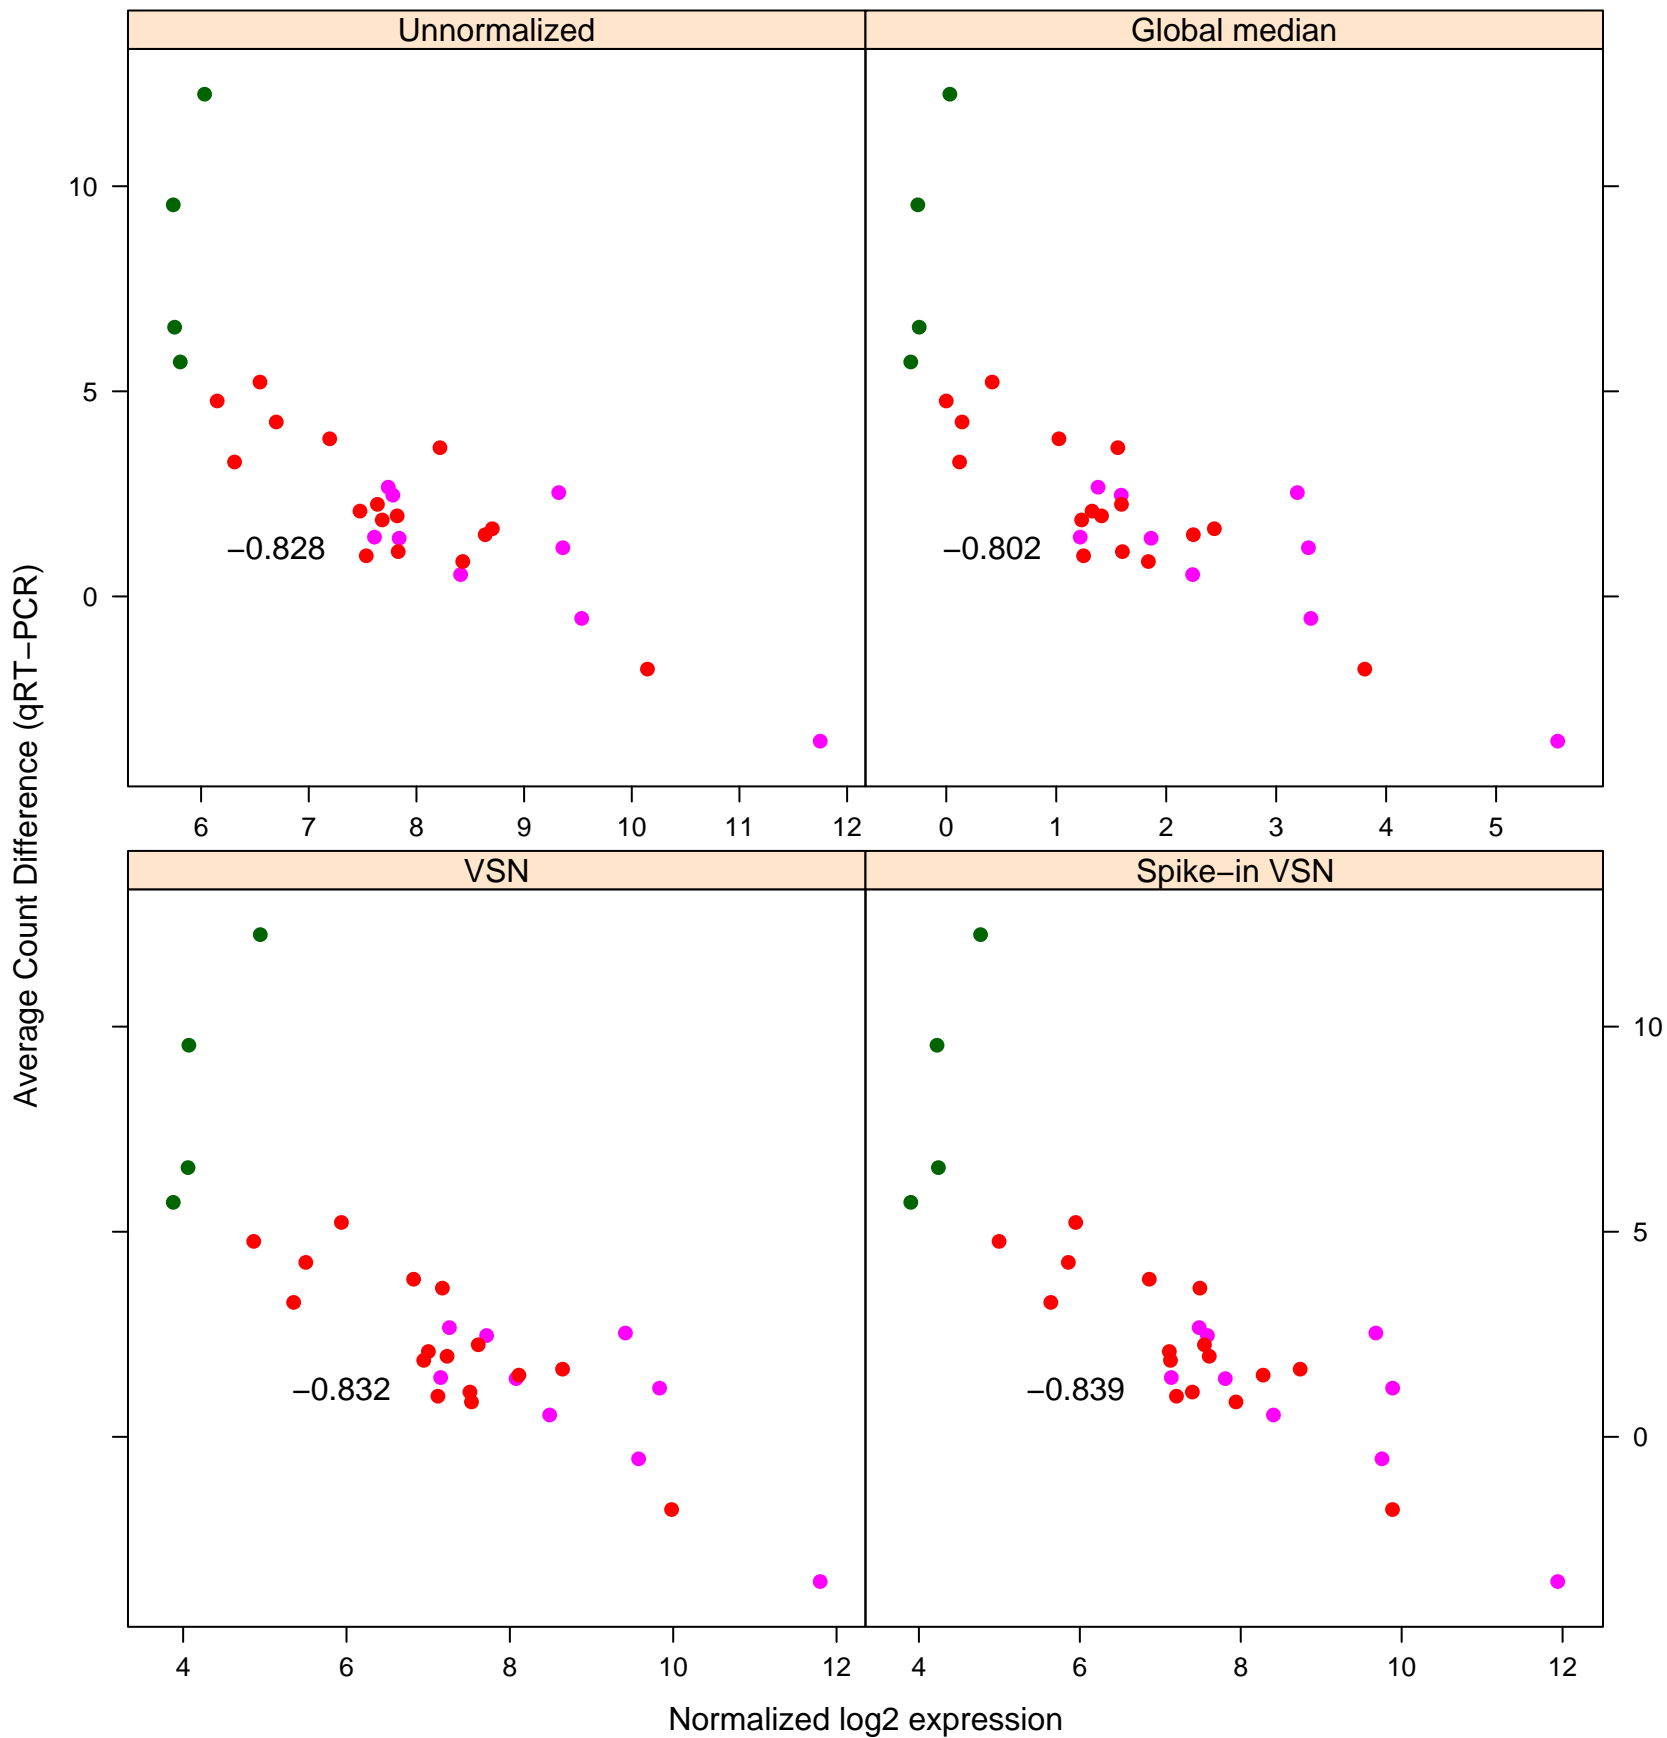 Unnormalized
Global median
10
5
0
−0.828
−0.802
6 7 8 9 10 11 12
0 1 2 3 4 5
VSN
Spike−in VSN
10
5
0
−0.832
−0.839
4 6 8 10 12
4 6 8 10 12
Average Count Difference (qRT−PCR)
Normalized log2 expression